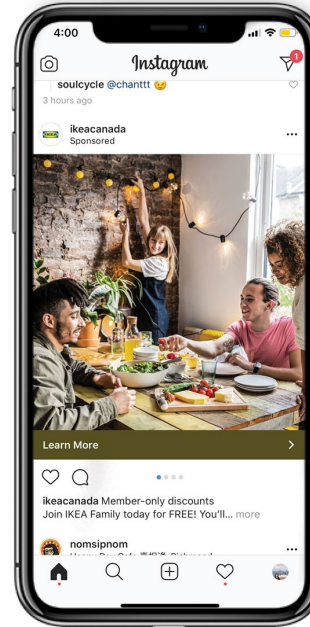 4:00
Instagram
1
soulcycle @chanttt
3 hours ago
IKEA
ikeacanada
Sponsored
Learn More
ikeacanada Member-only discounts
Join IKEA Family today for FREE! You'll... more
nomsipnom